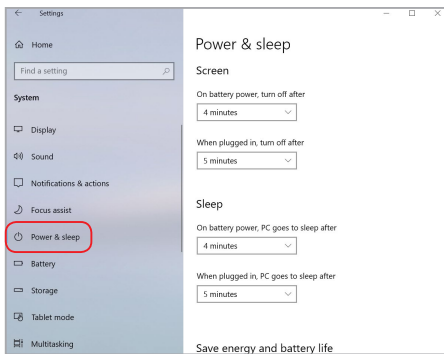 Settings
Home
Find a setting
System
Display
Sound
Notifications & actions
Focus assist
Power & sleep
Battery
Storage
Tablet mode
Multitasking
Power & sleep
Screen
On battery power, turn off after
4 minutes
When plugged in, turn off after
5 minutes
Sleep
On battery power, PC goes to sleep after
4 minutes
When plugged in, PC goes to sleep after
5 minutes
Save energy and battery life